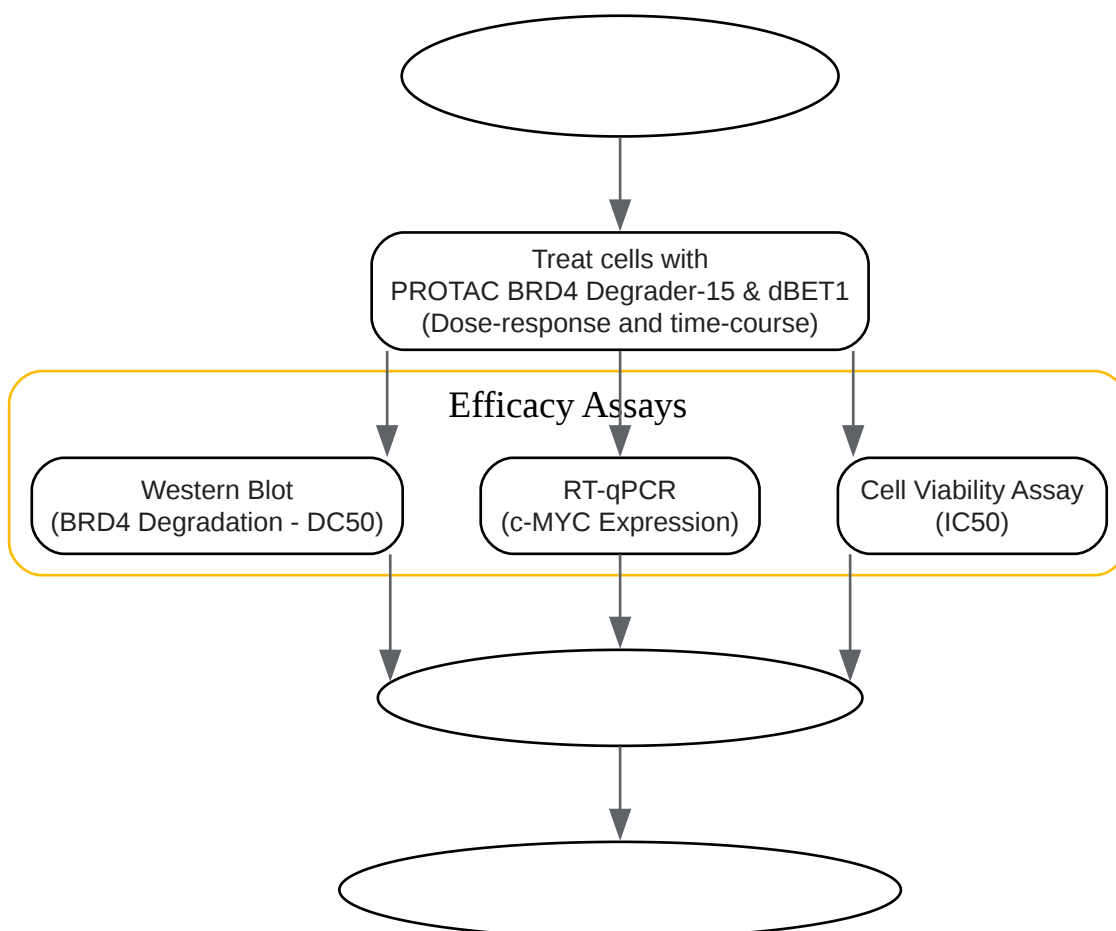 Treat cells with
PROTAC BRD4 Degrader-15 & dBET1
(Dose-response and time-course)
Efficacy Assays
Western Blot
(BRD4 Degradation - DC50)
RT-qPCR
(c-MYC Expression)
Cell Viability Assay
(IC50)